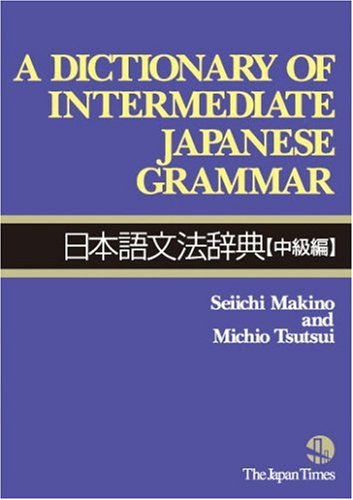 A DICTIONARY OF
INTERMEDIATE
JAPANESE
GRAMMAR
日本語文法辞典【中級編】
Seiichi Makino
and
Michio Tsutsui
The Japan Times